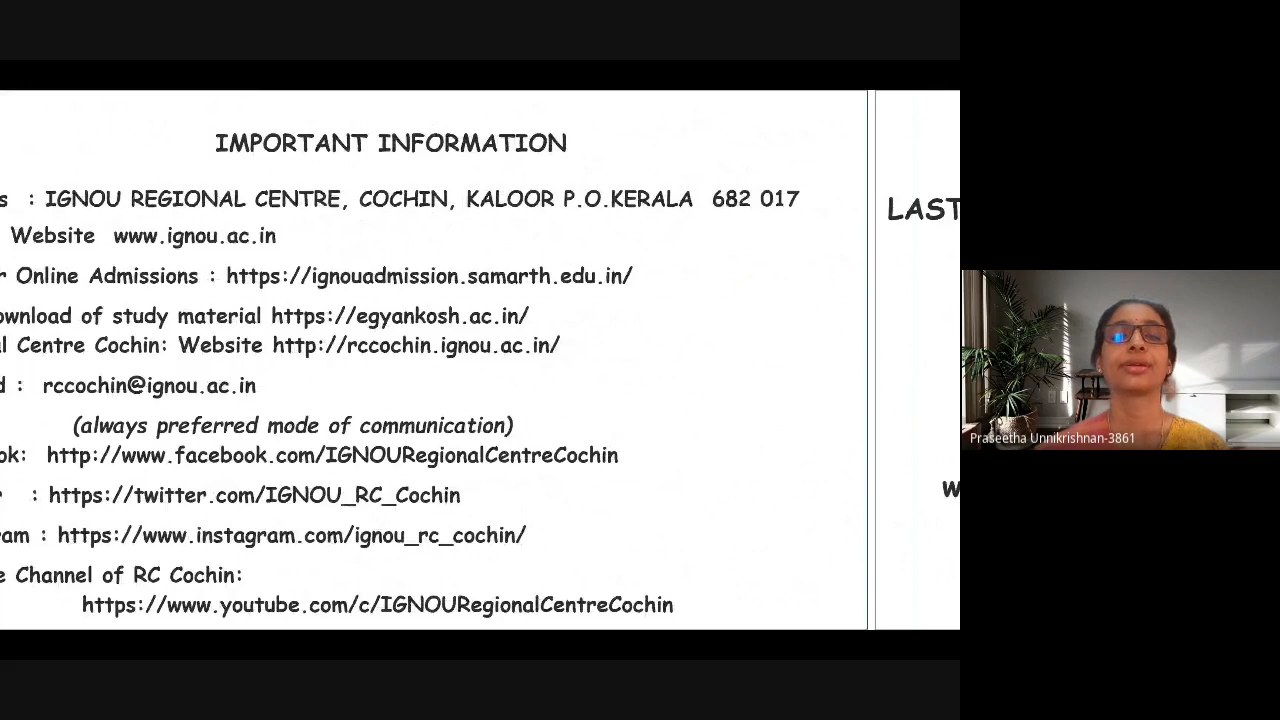 IMPORTANT INFORMATION
s : IGNOU REGIONAL CENTRE, COCHIN, KALOOR P.O.KERALA 682 017
Website www.ignou.ac.in
r Online Admissions : https://ignouadmission.samarth.edu.in/
ownload of study material https://egyankosh.ac.in/
l Centre Cochin: Website http://rccochin.ignou.ac.in/
d : rccochin@ignou.ac.in
(always preferred mode of communication)
ok: http://www.facebook.com/IGNOURegionalCentreCochin
r : https://twitter.com/IGNOU_RC_Cochin
ram : https://www.instagram.com/ignou_rc_cochin/
e Channel of RC Cochin:
https://www.youtube.com/c/IGNOURegionalCentreCochin
LAST
W
Praseetha Unnikrishnan-3861